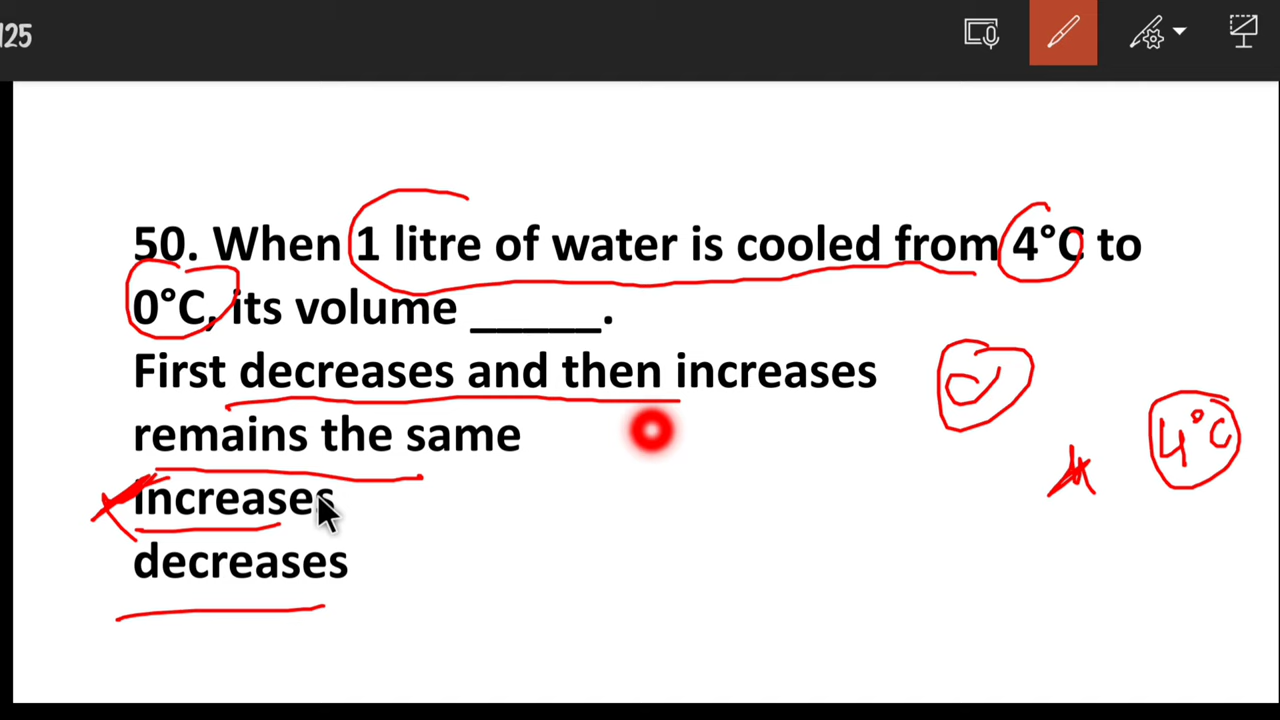 125
50. When 1 litre of water is cooled from 4°C to
0°C, its volume _____.
First decreases and then increases
remains the same
4°C
increases
decreases